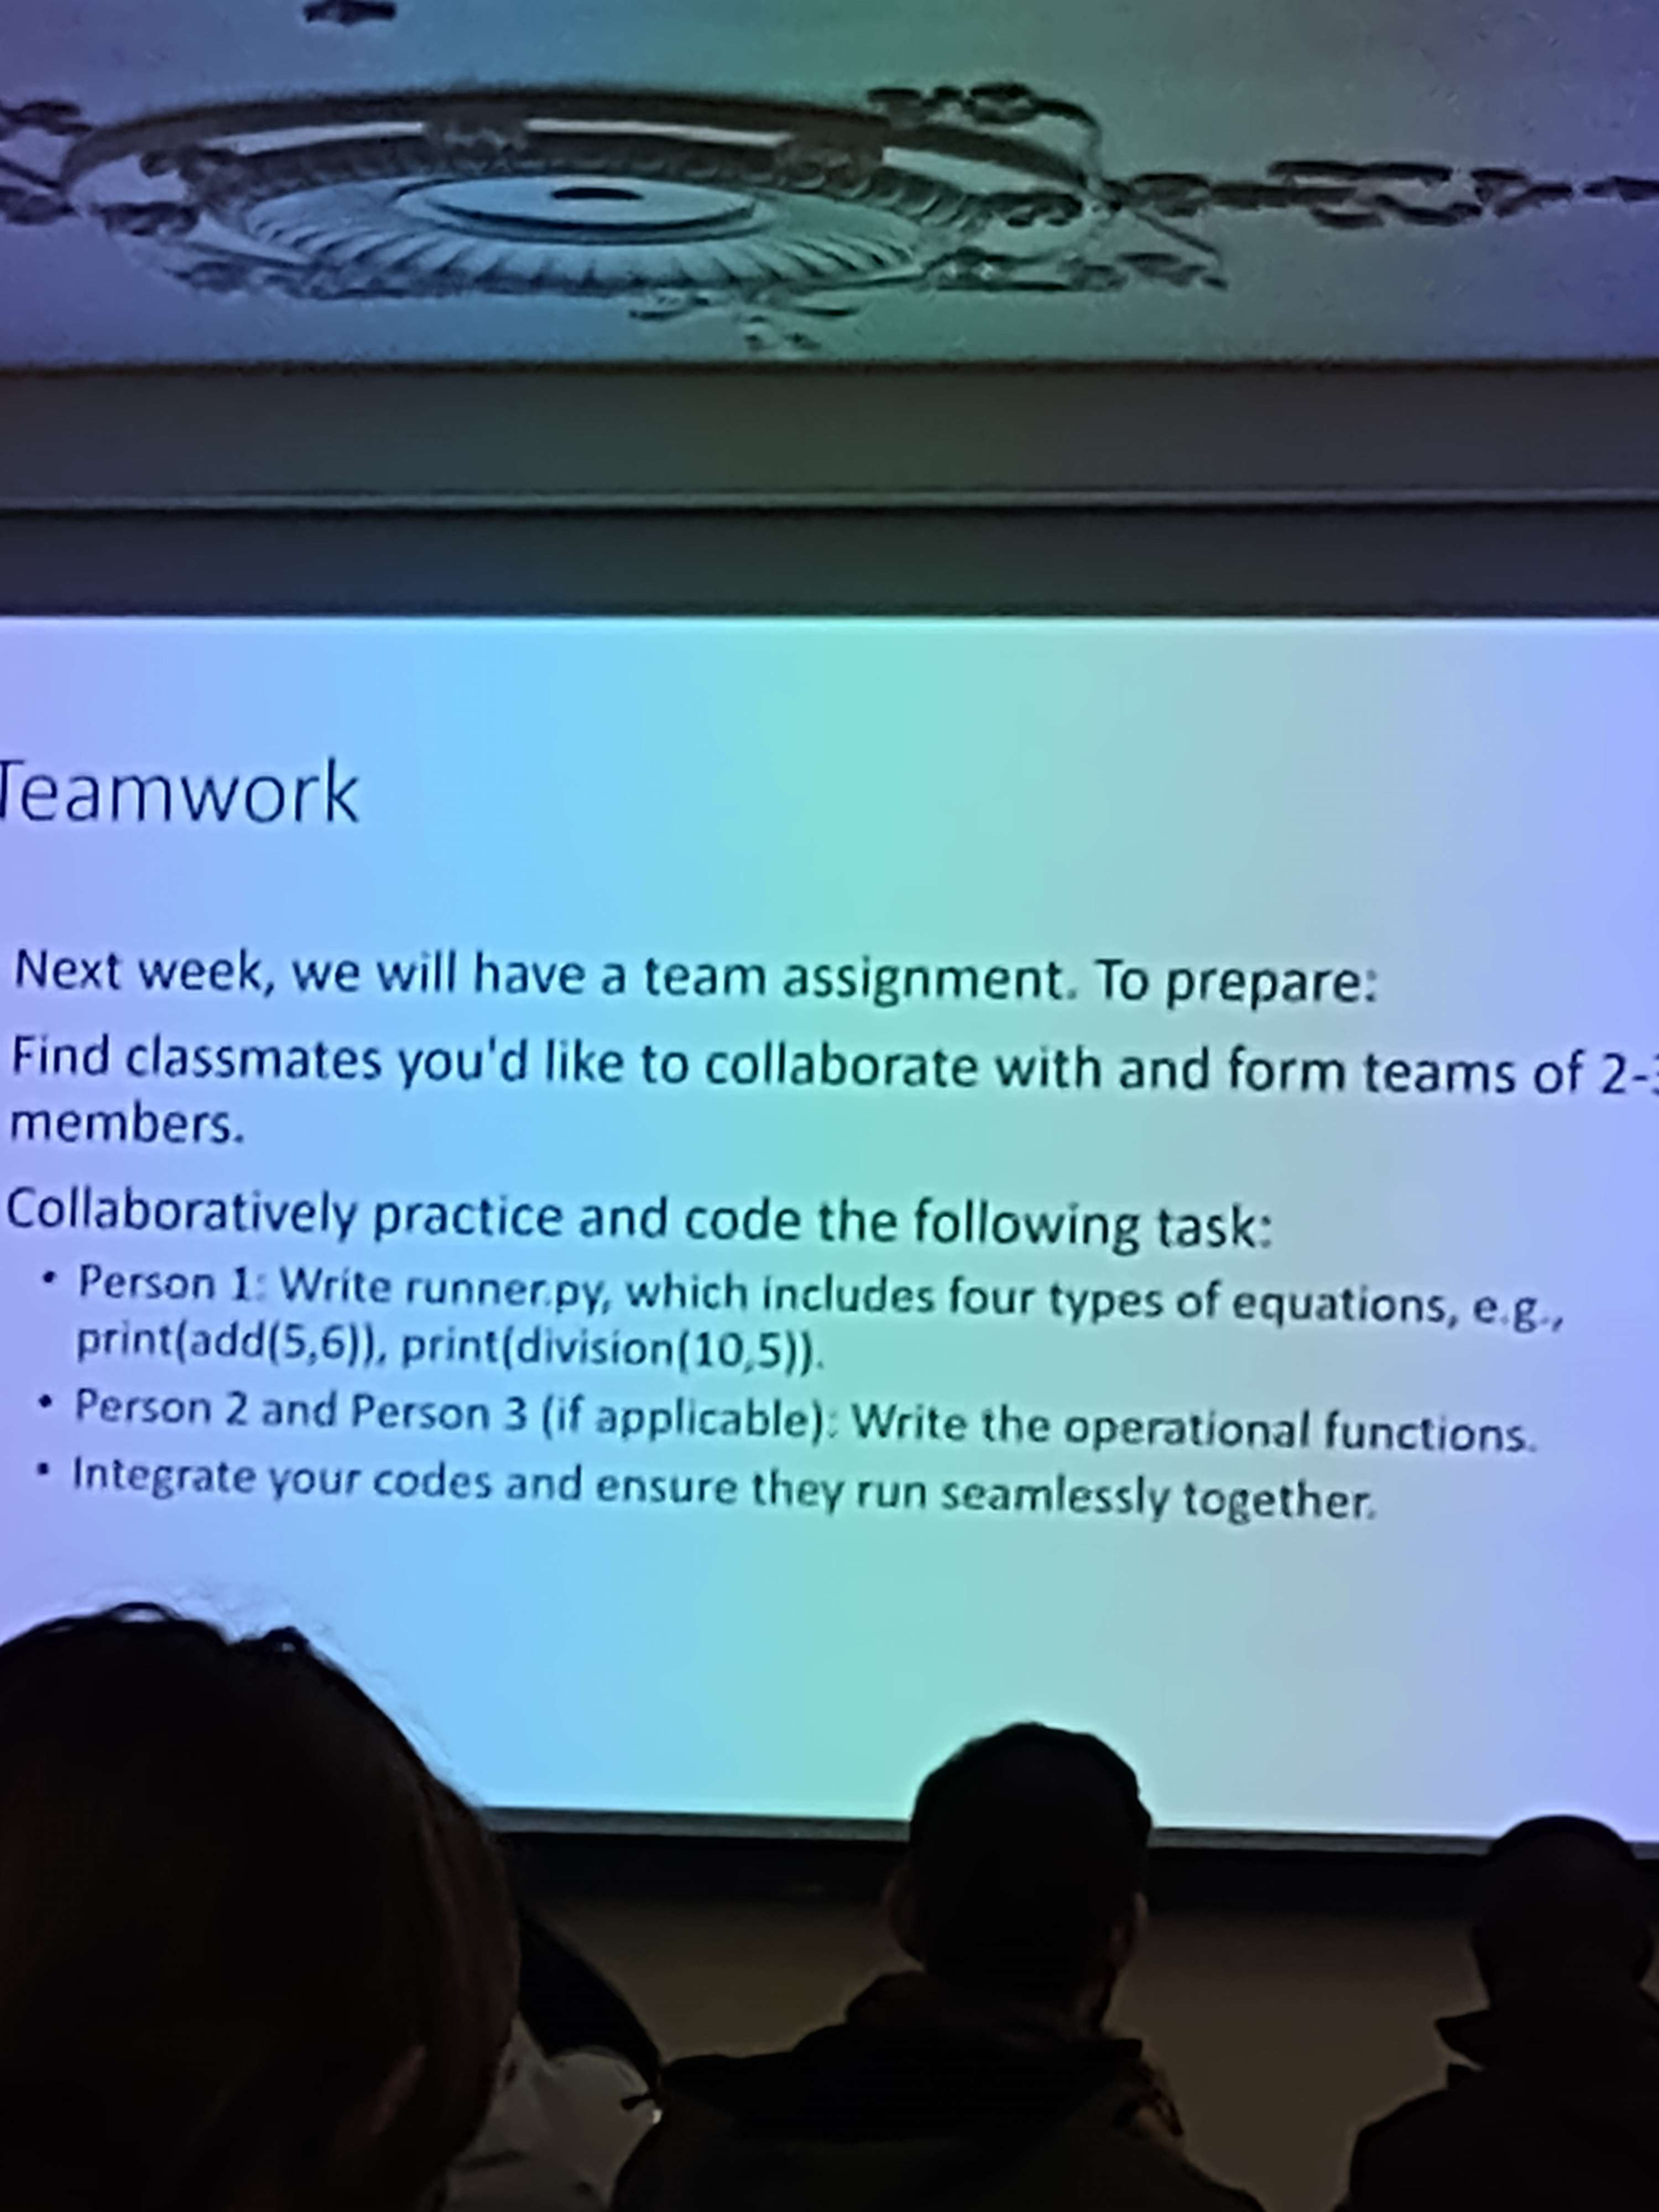 Teamwork
Next week, we will have a team assignment. To prepare:
Find classmates you'd like to collaborate with and form teams of 2-3
members.
Collaboratively practice and code the following task:
• Person 1: Write runner.py, which includes four types of equations, e.g.,
print(add(5,6)), print(division(10,5)).
• Person 2 and Person 3 (if applicable): Write the operational functions.
• Integrate your codes and ensure they run seamlessly together.